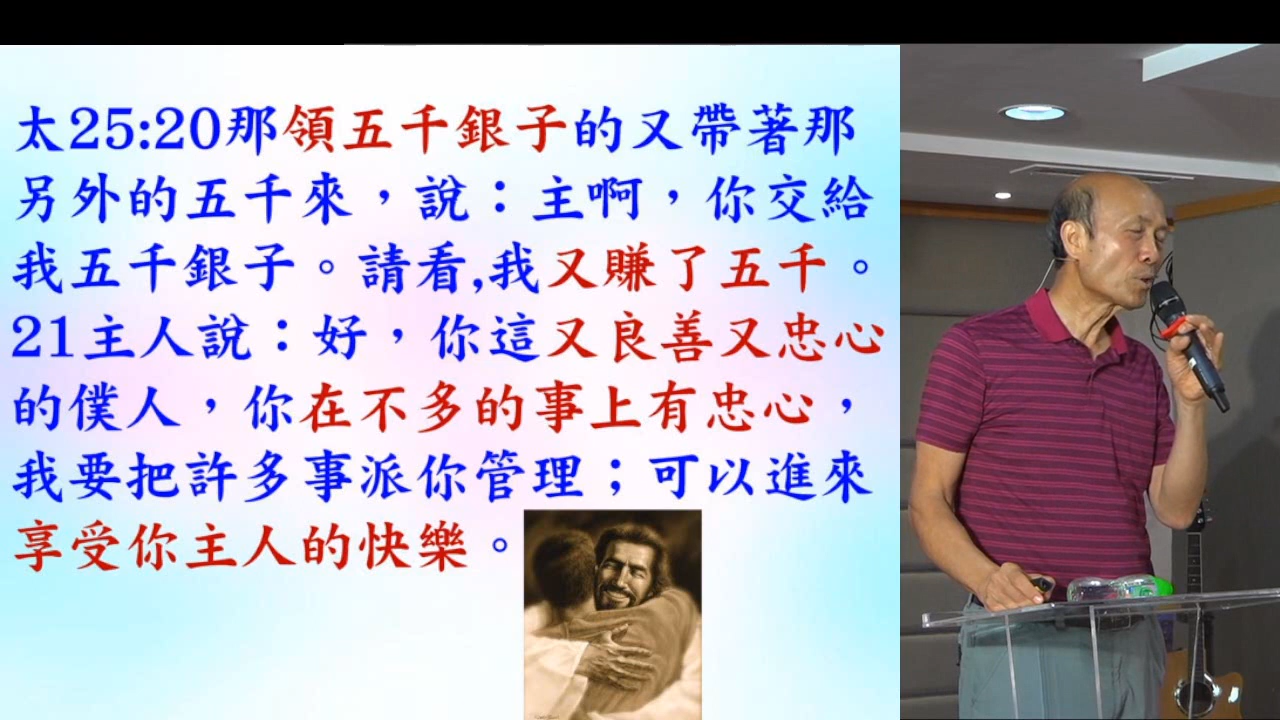 太25:20那領五千銀子的又帶著那
另外的五千來，說：主啊，你交給
我五千銀子。請看,我又賺了五千。
21主人說：好，你這又良善又忠心
的僕人，你在不多的事上有忠心，
我要把許多事派你管理；可以進來
享受你主人的快樂。